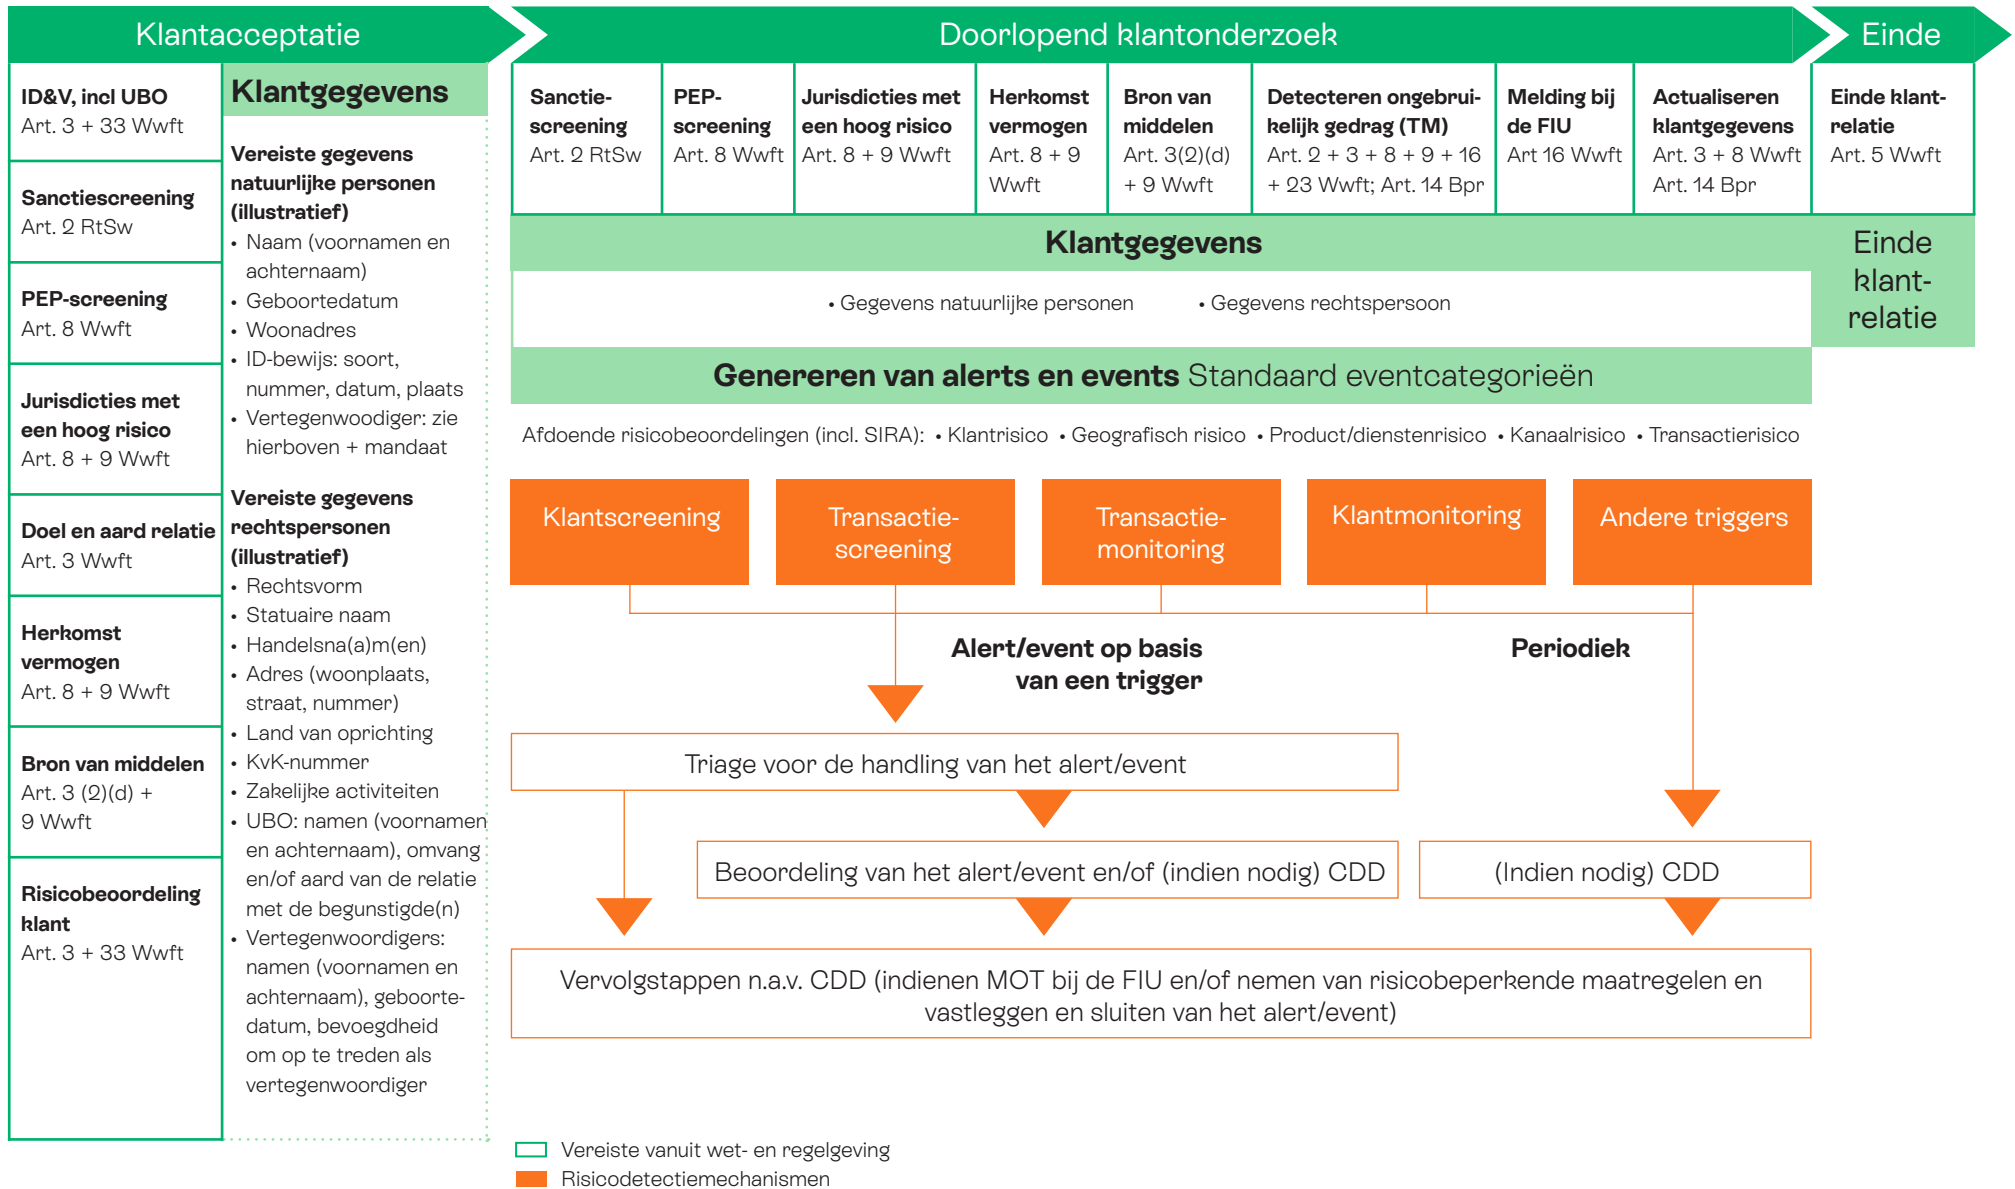 Klantacceptatie
Doorlopend klantonderzoek
Einde
ID&V, incl UBO
Art. 3 + 33 Wwft
Sanctiescreening
Art. 2 RtSw
PEP-screening
Art. 8 Wwft
Jurisdicties met
een hoog risico
Art. 8 + 9 Wwft
Doel en aard relatie
Art. 3 Wwft
Herkomst
vermogen
Art. 8 + 9 Wwft
Bron van middelen
Art. 3 (2)(d) +
9 Wwft
Risicobeoordeling
klant
Art. 3 + 33 Wwft
Klantgegevens
Vereiste gegevens
natuurlijke personen
(illustratief)
• Naam (voornamen en
achternaam)
• Geboortedatum
• Woonadres
• ID-bewijs: soort,
nummer, datum, plaats
• Vertegenwoodiger: zie
hierboven + mandaat
Vereiste gegevens
rechtspersonen
(illustratief)
• Rechtsvorm
• Statuaire naam
• Handelsna(a)m(en)
• Adres (woonplaats,
straat, nummer)
• Land van oprichting
• KvK-nummer
• Zakelijke activiteiten
• UBO: namen (voornamen
en achternaam), omvang
en/of aard van de relatie
met de begunstigde(n)
• Vertegenwoordigers:
namen (voornamen en
achternaam), geboorte-
datum, bevoegdheid
om op te treden als
vertegenwoordiger
Sanctie-
screening
Art. 2 RtSw
PEP-
screening
Art. 8 Wwft
Jurisdicties met
een hoog risico
Art. 8 + 9 Wwft
Herkomst
vermogen
Art. 8 + 9
Wwft
Bron van
middelen
Art. 3(2)(d)
+ 9 Wwft
Detecteren ongebrui-
kelijk gedrag (TM)
Art. 2 + 3 + 8 + 9 + 16
+ 23 Wwft; Art. 14 Bpr
Melding bij
de FIU
Art 16 Wwft
Actualiseren
klantgegevens
Art. 3 + 8 Wwft
Art. 14 Bpr
Einde klant-
relatie
Art. 5 Wwft
Klantgegevens
• Gegevens natuurlijke personen • Gegevens rechtspersoon
Einde
klant-
relatie
Genereren van alerts en events Standaard eventcategorieën
Afdoende risicobeoordelingen (incl. SIRA): • Klantrisico • Geografisch risico • Product/dienstenrisico • Kanaalrisico • Transactierisico
Klantscreening
Transactie-
screening
Transactie-
monitoring
Klantmonitoring
Andere triggers
Alert/event op basis
van een trigger
Periodiek
Triage voor de handling van het alert/event
Beoordeling van het alert/event en/of (indien nodig) CDD
(Indien nodig) CDD
Vervolgstappen n.a.v. CDD (indienen MOT bij de FIU en/of nemen van risicobeperkende maatregelen en
vastleggen en sluiten van het alert/event)
Vereiste vanuit wet- en regelgeving
Risicodetectiemechanismen